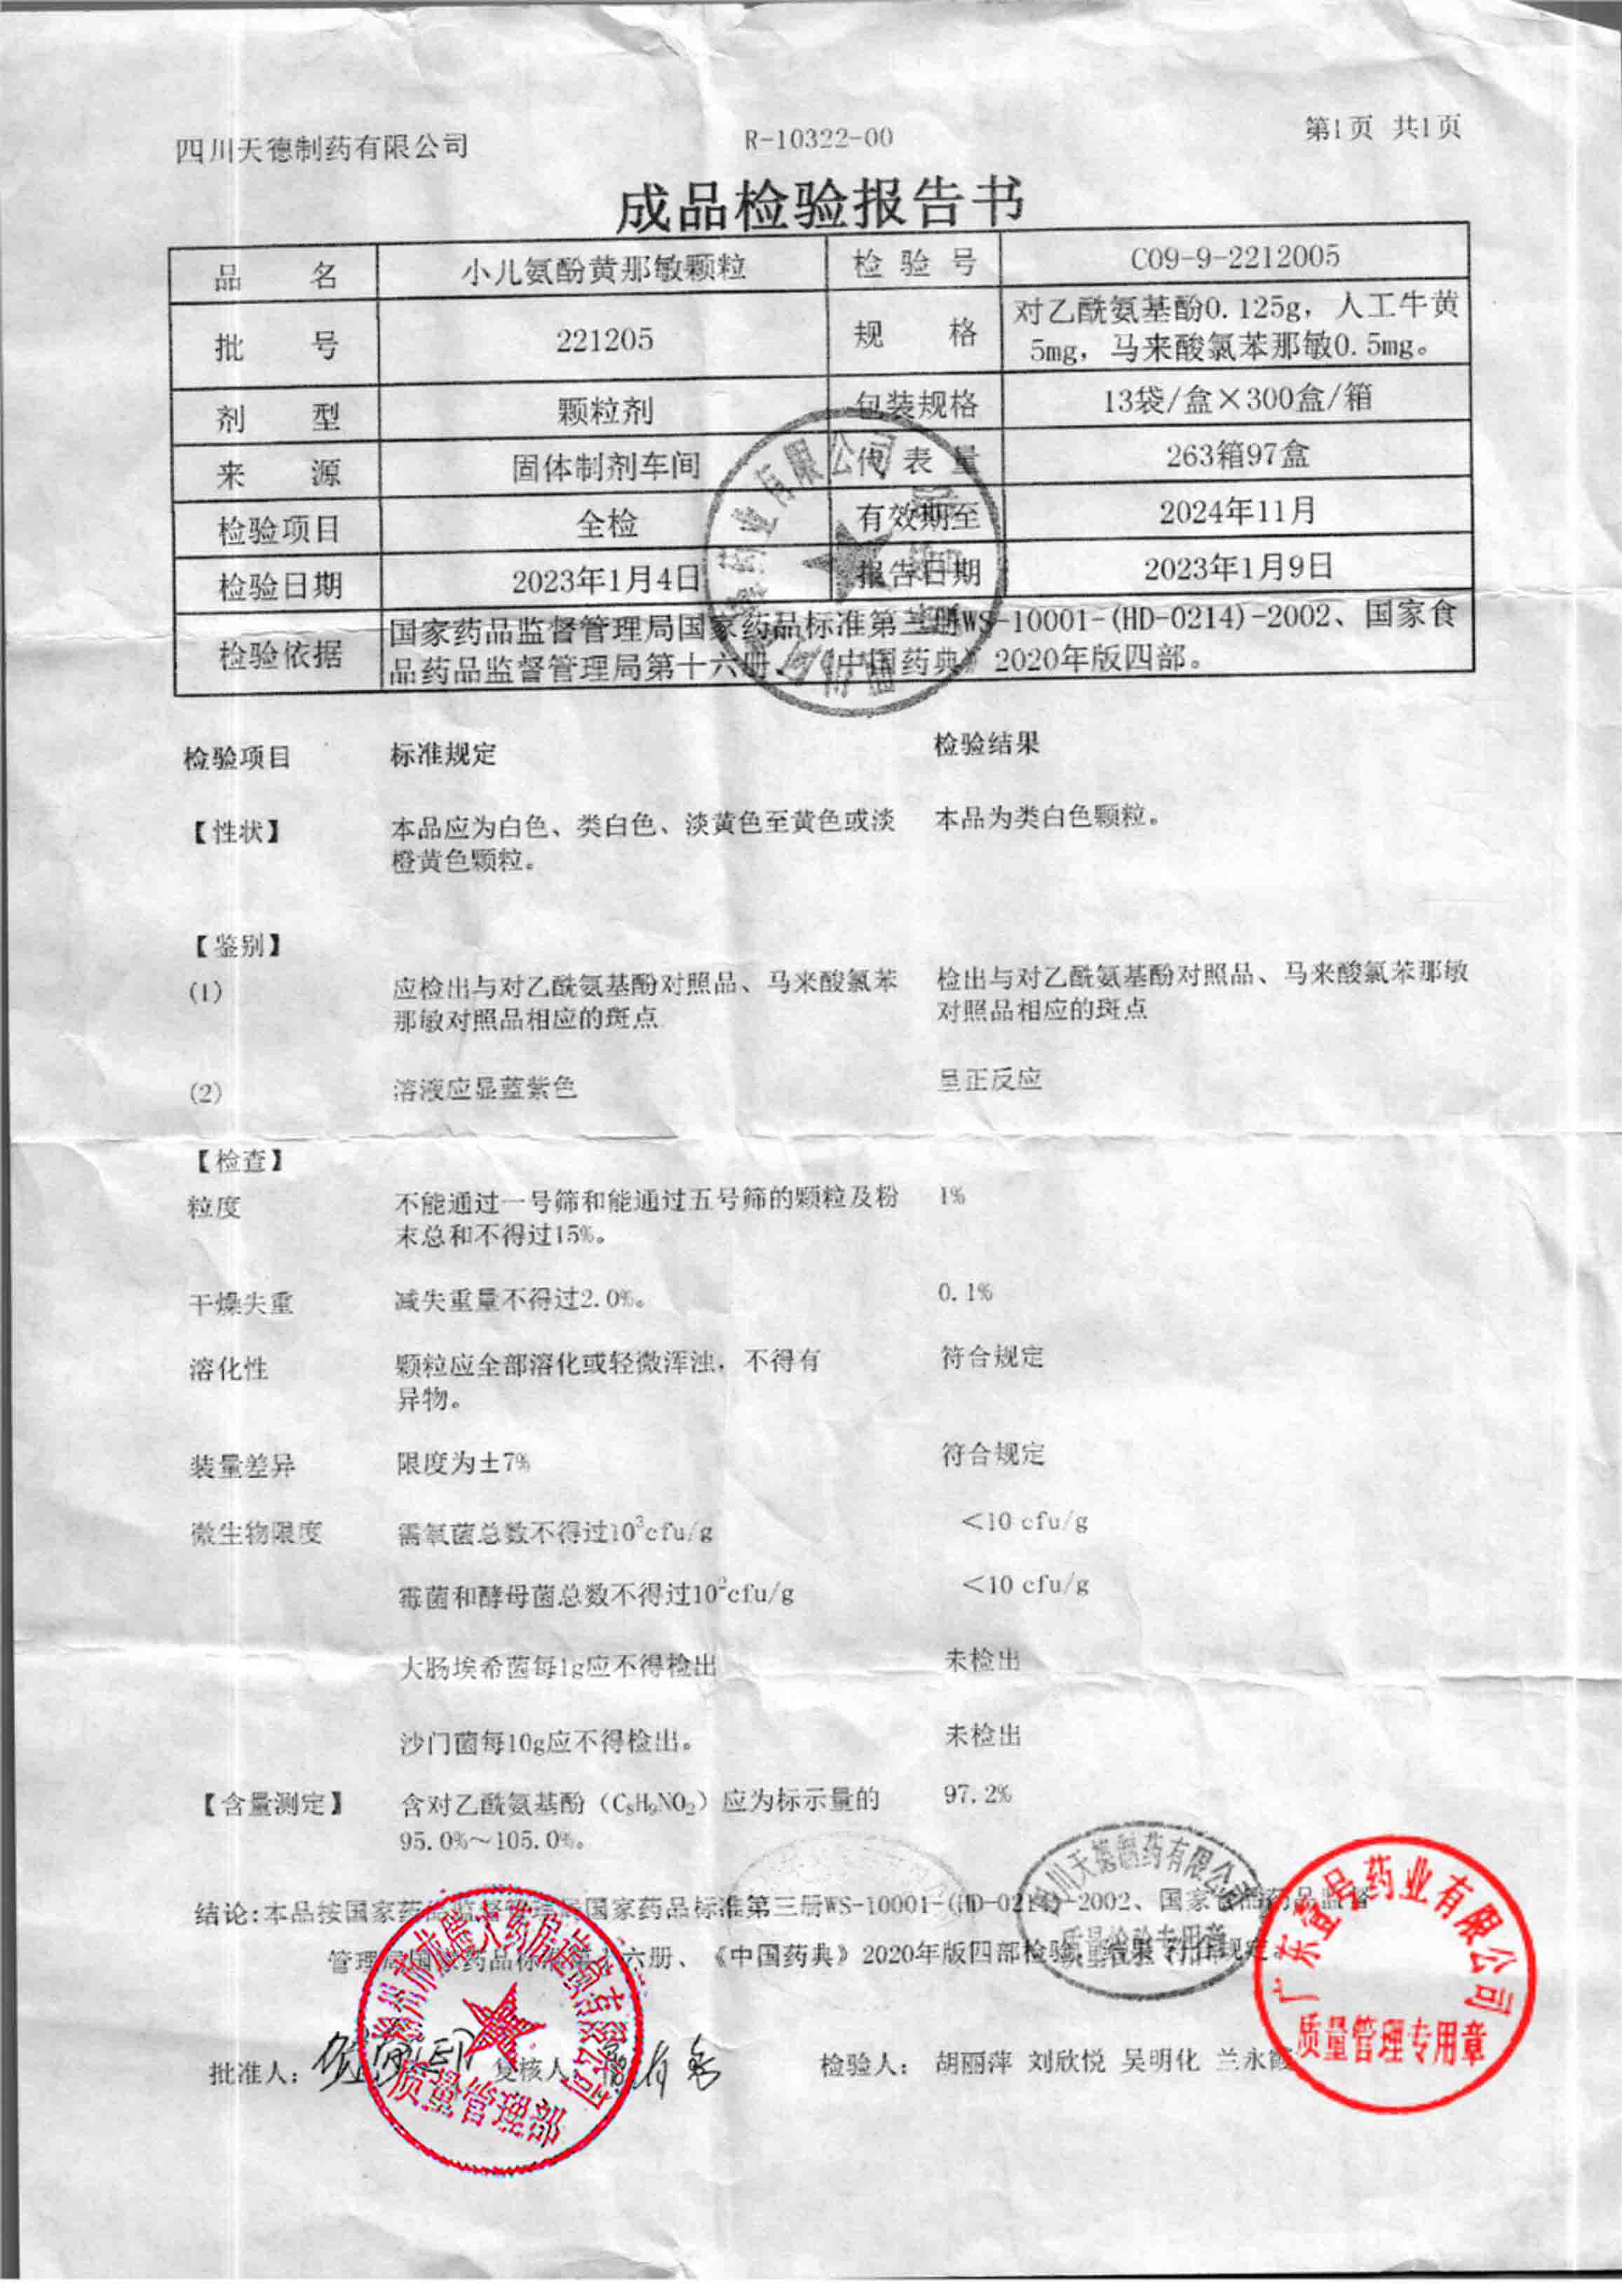 四川天德制药有限公司 R-10322-00 第1页 共1页
成品检验报告书
品 名 小儿氨酚黄那敏颗粒 检 验 号 C09-9-2212005
批 号 221205 规 格 对乙酰氨基酚0.125g，人工牛黄
5mg，马来酸氯苯那敏0.5mg。
剂 型 颗粒剂 包装规格 13袋/盒×300盒/箱
来 源 固体制剂车间 代 表 量 263箱97盒
检验项目 全检 有效期至 2024年11月
检验日期 2023年1月4日 报告日期 2023年1月9日
检验依据 国家药品监督管理局国家药品标准第三册WS-10001-(HD-0214)-2002、国家食
品药品监督管理局第十六册、《中国药典》2020年版四部。
检验项目 标准规定 检验结果
【性状】 本品应为白色、类白色、淡黄色至黄色或淡 本品为类白色颗粒。
橙黄色颗粒。
【鉴别】
(1) 应检出与对乙酰氨基酚对照品、马来酸氯苯 检出与对乙酰氨基酚对照品、马来酸氯苯那敏
那敏对照品相应的斑点 对照品相应的斑点
(2) 溶液应显蓝紫色 呈正反应
【检查】
粒度 不能通过一号筛和能通过五号筛的颗粒及粉 1%
末总和不得过15%。
干燥失重 减失重量不得过2.0%。 0.1%
溶化性 颗粒应全部溶化或轻微浑浊，不得有 符合规定
异物。
装量差异 限度为±7% 符合规定
微生物限度 需氧菌总数不得过10³cfu/g <10 cfu/g
霉菌和酵母菌总数不得过10²cfu/g <10 cfu/g
大肠埃希菌每1g应不得检出 未检出
沙门菌每10g应不得检出。 未检出
【含量测定】 含对乙酰氨基酚（C₈H₉NO₂）应为标示量的 97.2%
95.0%～105.0%。
结论:本品按国家药品监督管理局国家药品标准第三册WS-10001-(HD-0214)-2002、国家食品药品监督
管理局国家药品标准第十六册、《中国药典》2020年版四部检验，结果符合规定。
批准人: 复核人 检验人: 胡丽萍 刘欣悦 吴明化 兰永霞
四川天德制药有限公司
质量检验专用章
广东壹号药业有限公司
质量管理专用章
质量管理部